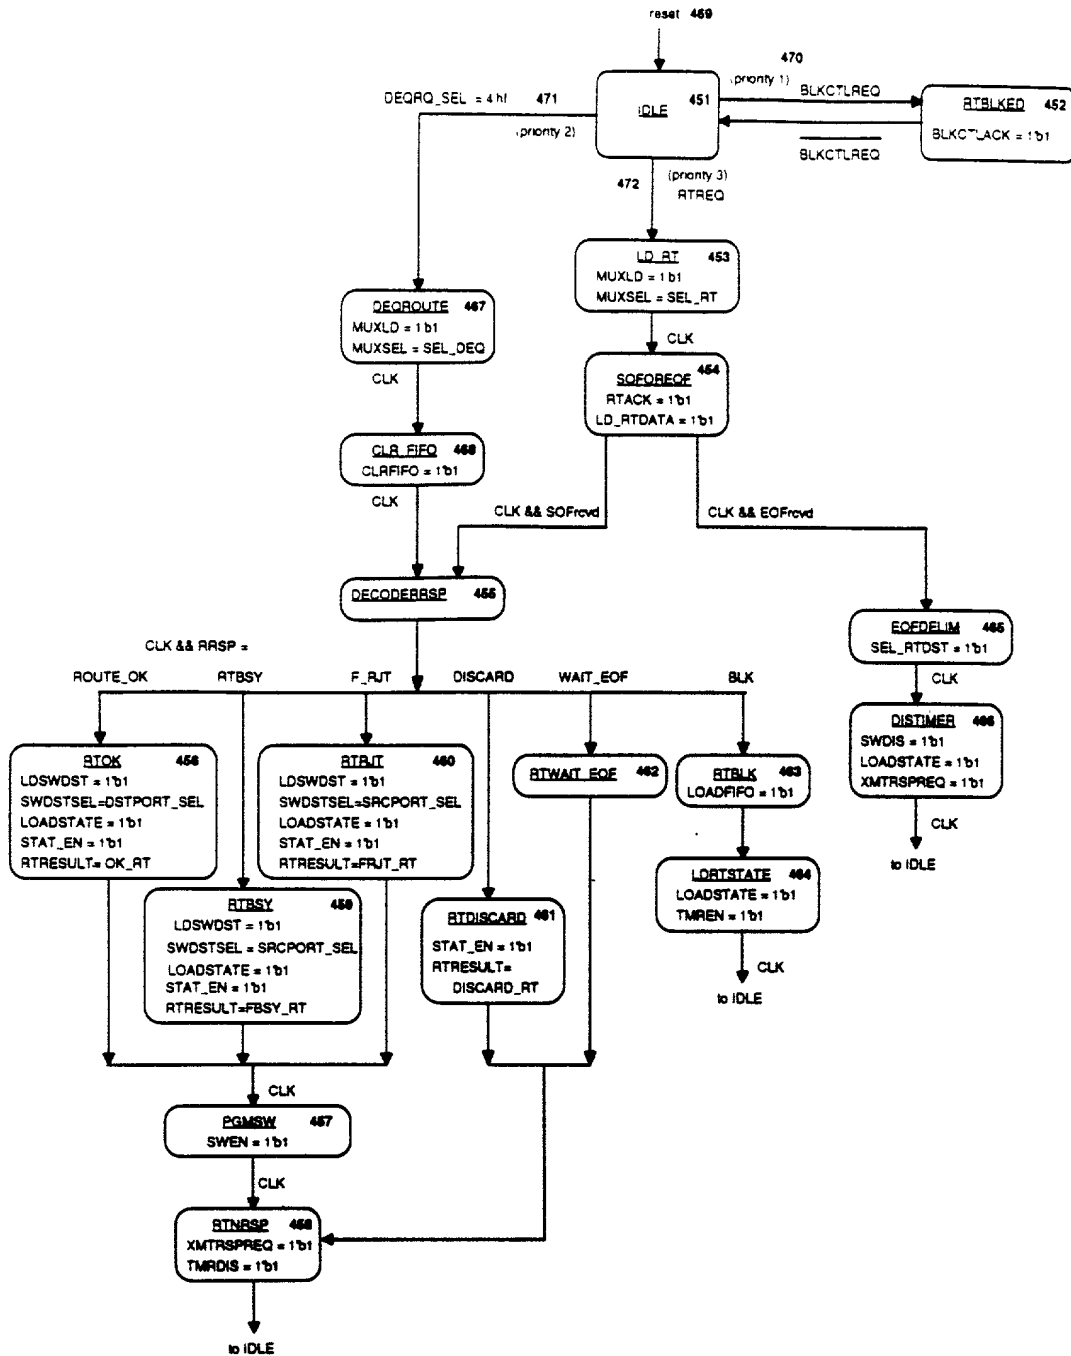 reset 469
470
(priority 1)
BLKCTLREQ
DEQRQ_SEL = 4'hf 471
(priority 2)
IDLE 451
RTBLKED 452
BLKCTLACK = 1'b1
BLKCTLREQ
472
(priority 3)
RTREQ
LD_RT 453
MUXLD = 1'b1
MUXSEL = SEL_RT
DEQROUTE 467
MUXLD = 1'b1
MUXSEL = SEL_DEQ
CLK
CLK
SOFOREOF 454
RTACK = 1'b1
LD_RTDATA = 1'b1
CLR_FIFO 468
CLRFIFO = 1'b1
CLK
CLK && SOFrcvd
CLK && EOFrcvd
DECODERRSP 455
EOFDELIM 465
SEL_RTDST = 1'b1
CLK
CLK && RRSP =
ROUTE_OK RTBSY F_RJT DISCARD WAIT_EOF BLK
DISTIMER 466
SWDIS = 1'b1
LOADSTATE = 1'b1
XMTRSPREQ = 1'b1
CLK
to IDLE
RTOK 456
LDSWDST = 1'b1
SWDSTSEL=DSTPORT_SEL
LOADSTATE = 1'b1
STAT_EN = 1'b1
RTRESULT= OK_RT
RTRJT 460
LDSWDST = 1'b1
SWDSTSEL=SRCPORT_SEL
LOADSTATE = 1'b1
STAT_EN = 1'b1
RTRESULT=FRJT_RT
RTWAIT_EOF 462
RTBLK 463
LOADFIFO = 1'b1
LDRTSTATE 464
LOADSTATE = 1'b1
TMREN = 1'b1
CLK
to IDLE
RTBSY 459
LDSWDST = 1'b1
SWDSTSEL = SRCPORT_SEL
LOADSTATE = 1'b1
STAT_EN = 1'b1
RTRESULT=FBSY_RT
RTDISCARD 461
STAT_EN = 1'b1
RTRESULT=
DISCARD_RT
CLK
PGMSW 457
SWEN = 1'b1
CLK
RTNRSP 458
XMTRSPREQ = 1'b1
TMRDIS = 1'b1
to IDLE